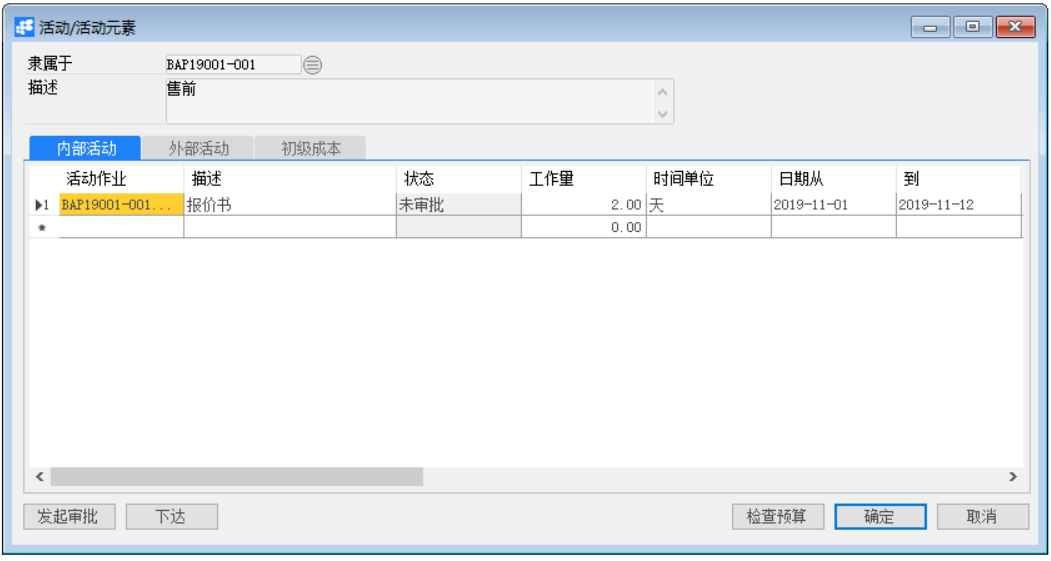 活动/活动元素
隶属于 BAP19001-001
描述 售前
内部活动 外部活动 初级成本
活动作业 描述 状态 工作量 时间单位 日期从 到
1 BAP19001-001... 报价书 未审批 2.00 天 2019-11-01 2019-11-12
* 0.00
发起审批 下达 检查预算 确定 取消